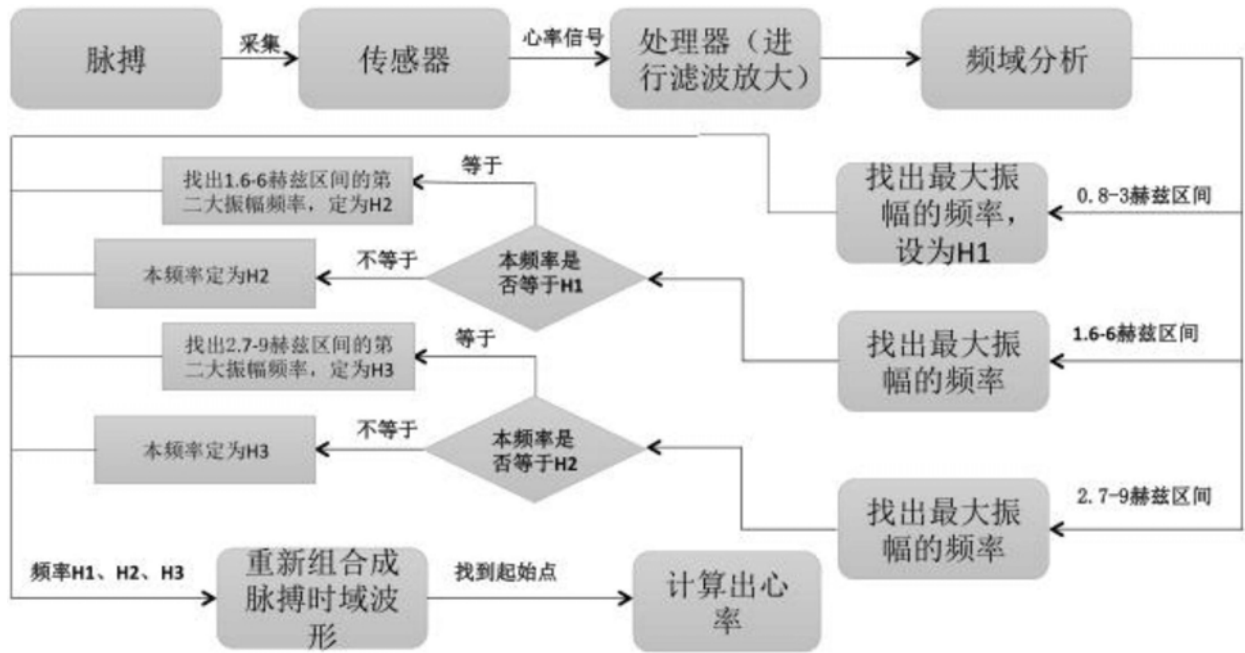 脉搏
采集
传感器
心率信号
处理器（进
行滤波放大）
频域分析
找出最大振
幅的频率，
设为H1
0.8-3赫兹区间
等于
找出1.6-6赫兹区间的第
二大振幅频率，定为H2
不等于
本频率定为H2
本频率是
否等于H1
1.6-6赫兹区间
找出最大振
幅的频率
等于
找出2.7-9赫兹区间的第
二大振幅频率，定为H3
不等于
本频率定为H3
本频率是
否等于H2
2.7-9赫兹区间
找出最大振
幅的频率
频率H1、H2、H3
重新组合成
脉搏时域波
形
找到起始点
计算出心
率